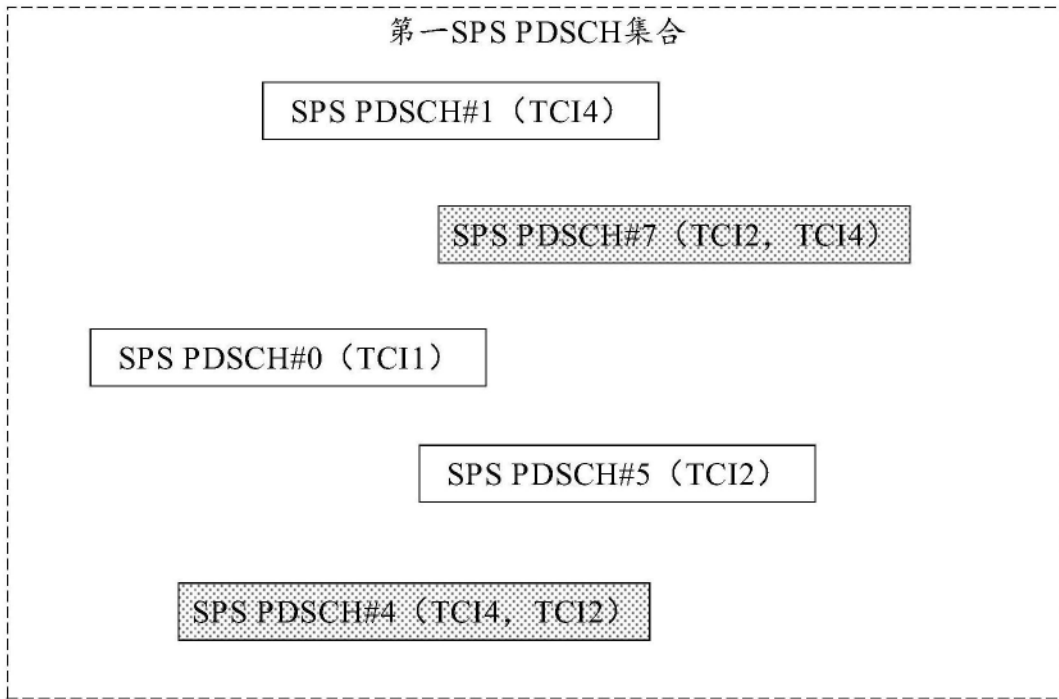 第一SPS PDSCH集合
SPS PDSCH#1（TCI4）
SPS PDSCH#7（TCI2，TCI4）
SPS PDSCH#0（TCI1）
SPS PDSCH#5（TCI2）
SPS PDSCH#4（TCI4，TCI2）